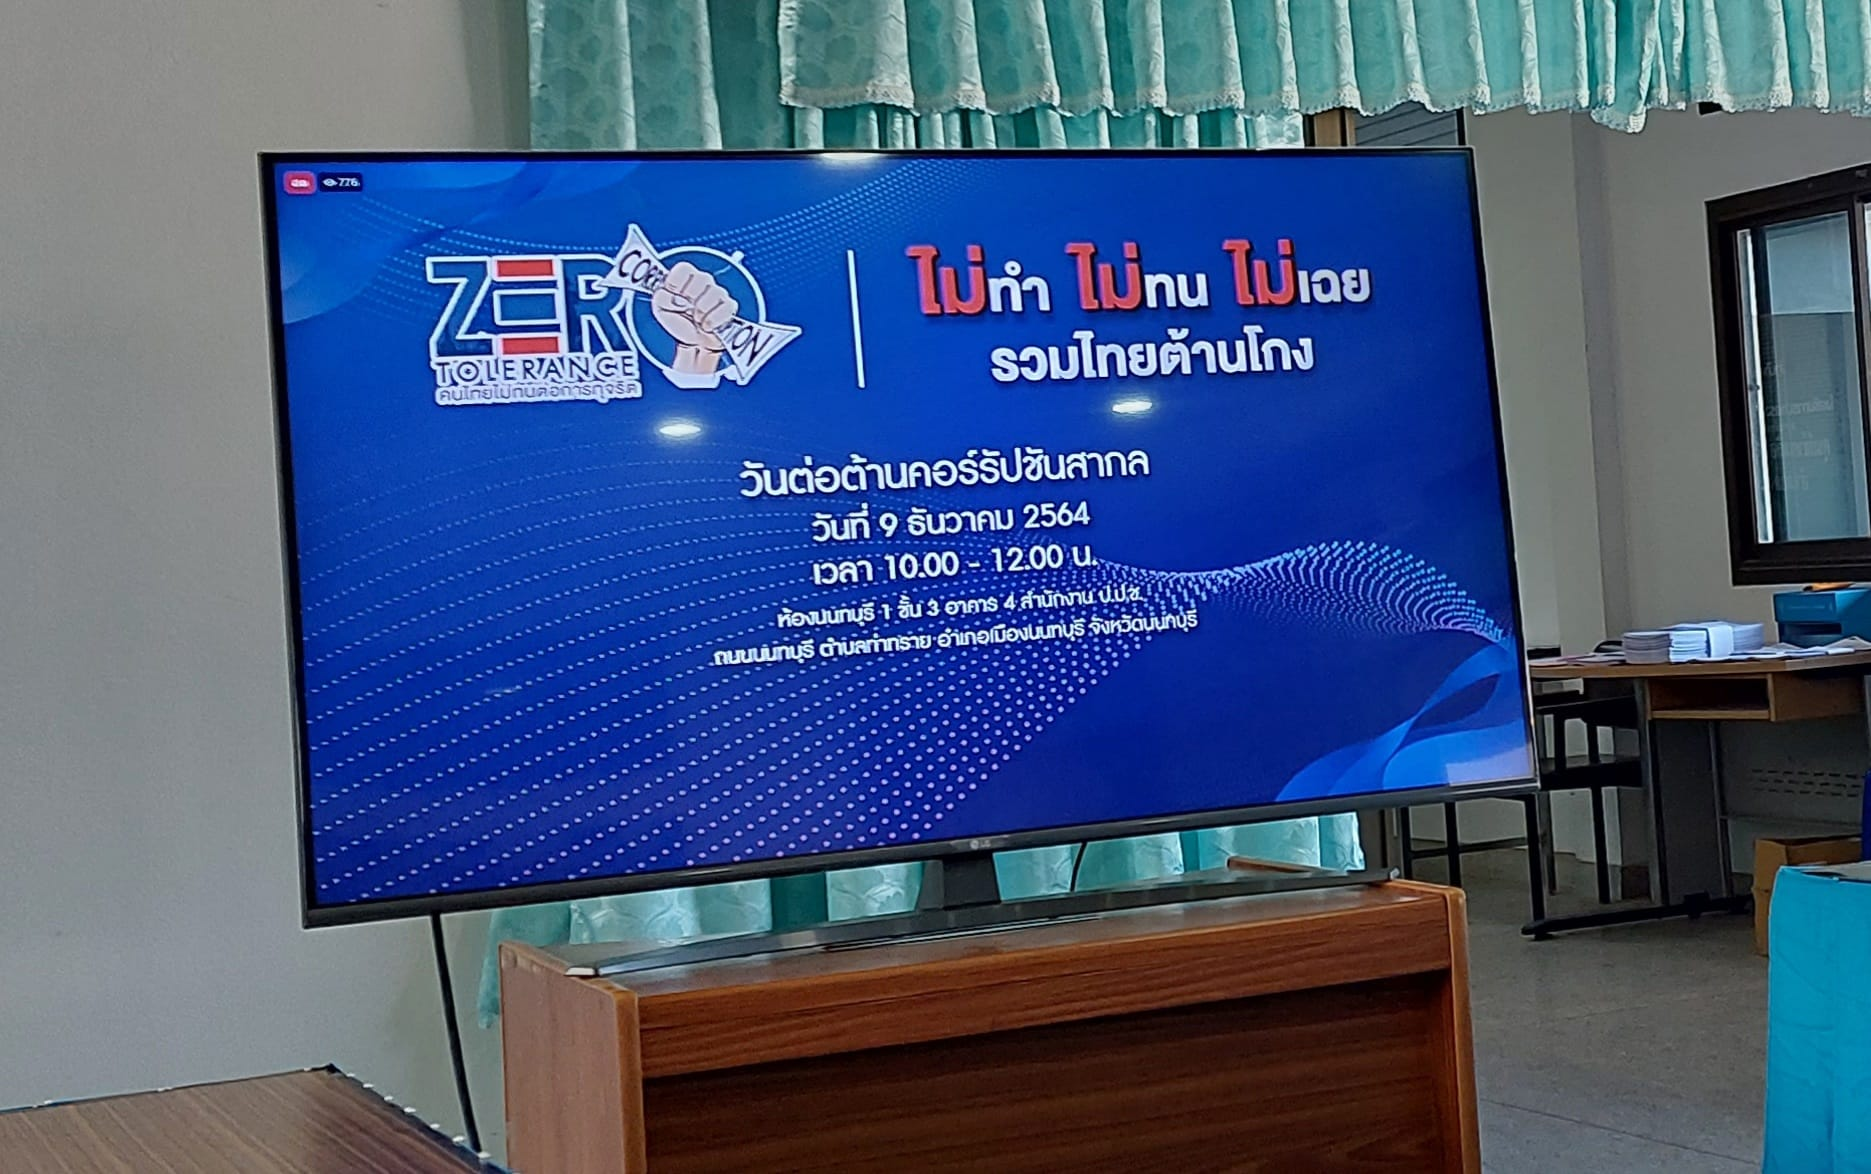 สด 776
ZERO
CORRUPTION
TOLERANCE
คนไทยไม่ทนต่อการทุจริต
ไม่ทำ ไม่ทน ไม่เฉย
รวมไทยต้านโกง
วันต่อต้านคอร์รัปชันสากล
วันที่ 9 ธันวาคม 2564
เวลา 10.00 - 12.00 น.
ห้องนนทบุรี 1 ชั้น 3 อาคาร 4 สำนักงาน ป.ป.ช.
ถนนนนทบุรี ตำบลท่าทราย อำเภอเมืองนนทบุรี จังหวัดนนทบุรี
LG